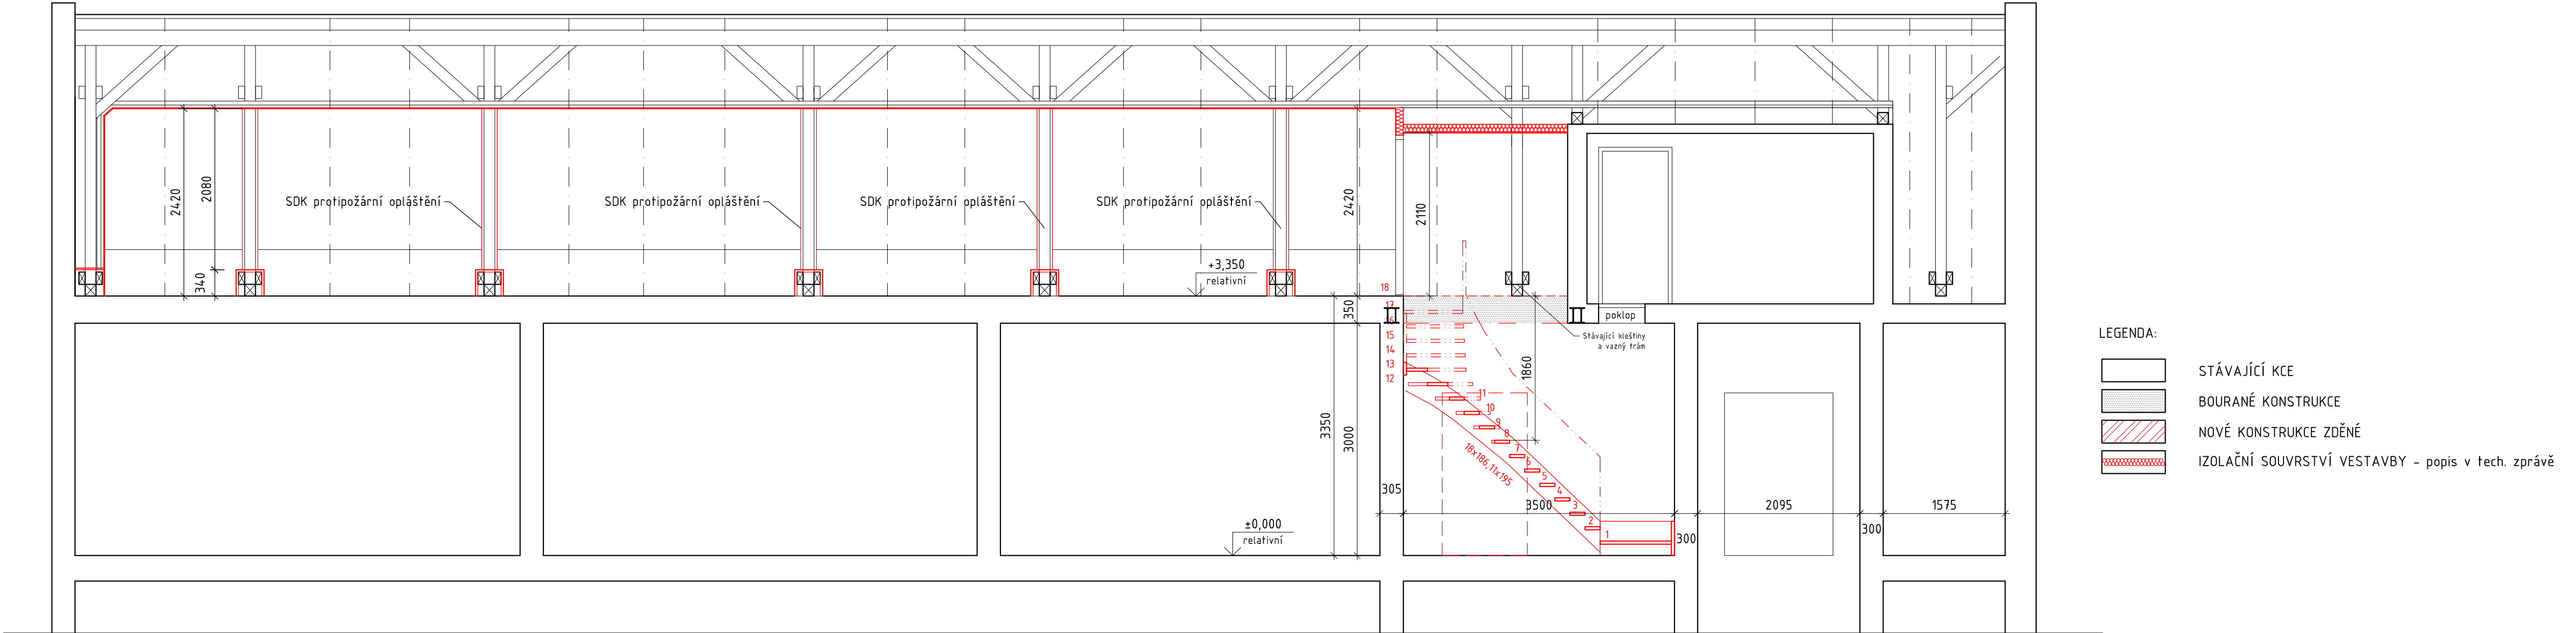 2420
2080
340
SDK protipožární opláštění
SDK protipožární opláštění
SDK protipožární opláštění
SDK protipožární opláštění
+3,350
relativní
2420
2110
350
3350
3000
1860
18
17
16
15
14
13
12
11
10
9
8
7
6
5
4
3
2
1
18x186,11x195
poklop
Stávající kleštiny
a vazný trám
±0,000
relativní
305
3500
300
2095
300
1575
LEGENDA:
STÁVAJÍCÍ KCE
BOURANÉ KONSTRUKCE
NOVÉ KONSTRUKCE ZDĚNÉ
IZOLAČNÍ SOUVRSTVÍ VESTAVBY - popis v tech. zprávě